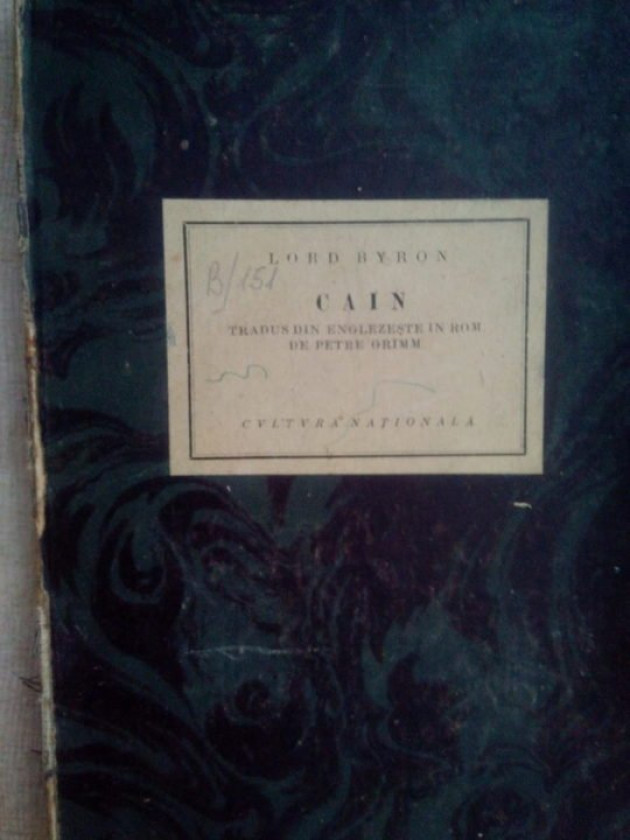 LORD BYRON
B/151
CAIN
TRADUS DIN ENGLEZEȘTE IN ROM.
DE PETRE GRIMM
CVLTVRA NAȚIONALĂ